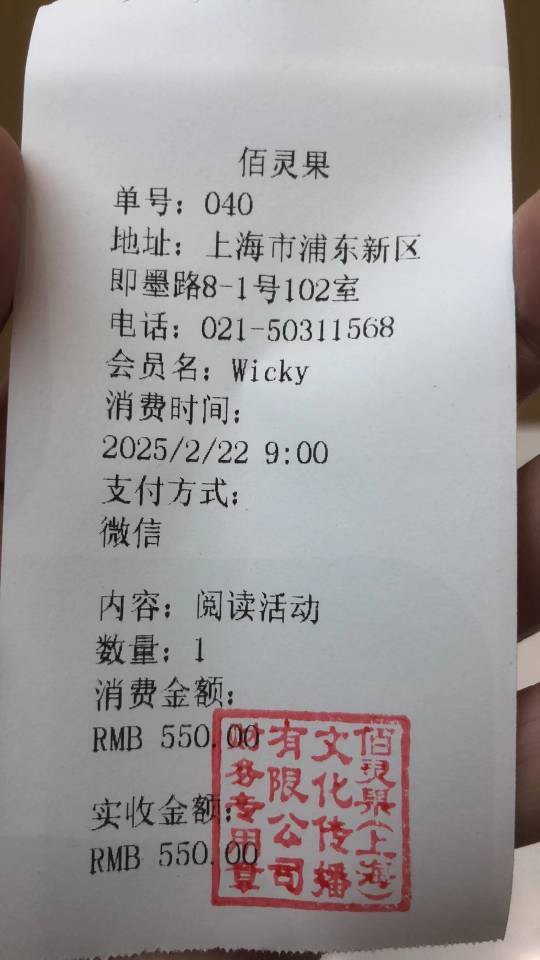 佰灵果
单号：040
地址：上海市浦东新区
即墨路8-1号102室
电话：021-50311568
会员名：Wicky
消费时间：
2025/2/22 9:00
支付方式：
微信
内容：阅读活动
数量：1
消费金额：
RMB 550.00
实收金额：
RMB 550.00
佰灵果(上海)
文化传播
有限公司
财务专用章